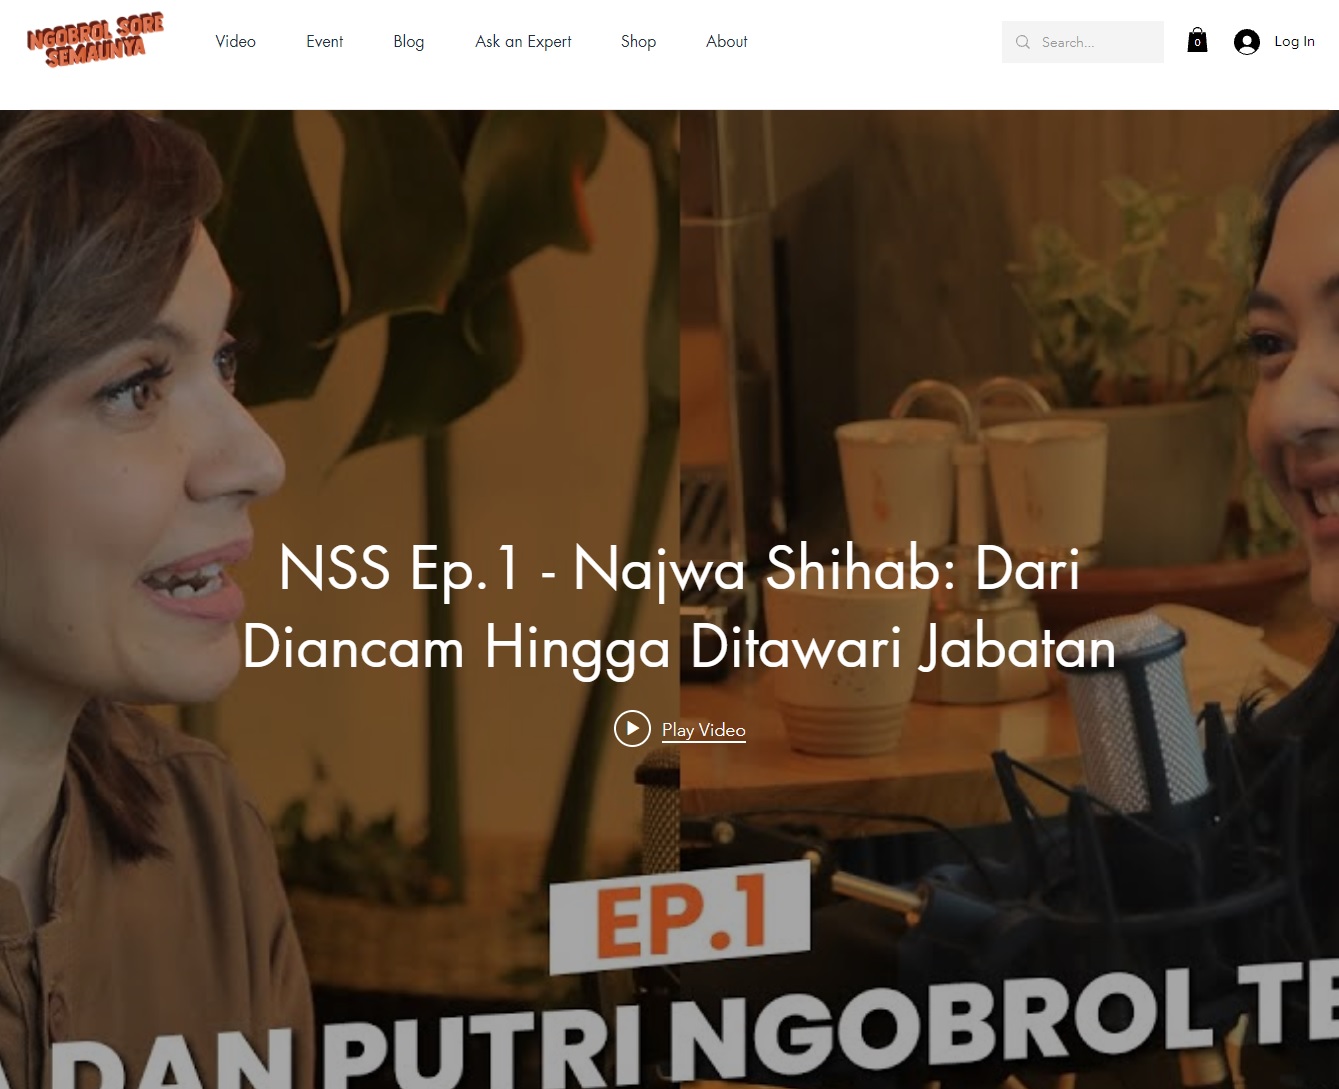 NGOBROL SORE
SEMAUNYA
Video
Event
Blog
Ask an Expert
Shop
About
Search...
0
Log In
NSS Ep.1 - Najwa Shihab: Dari
Diancam Hingga Ditawari Jabatan
Play Video
EP.1
DAN PUTRI NGOBROL TE